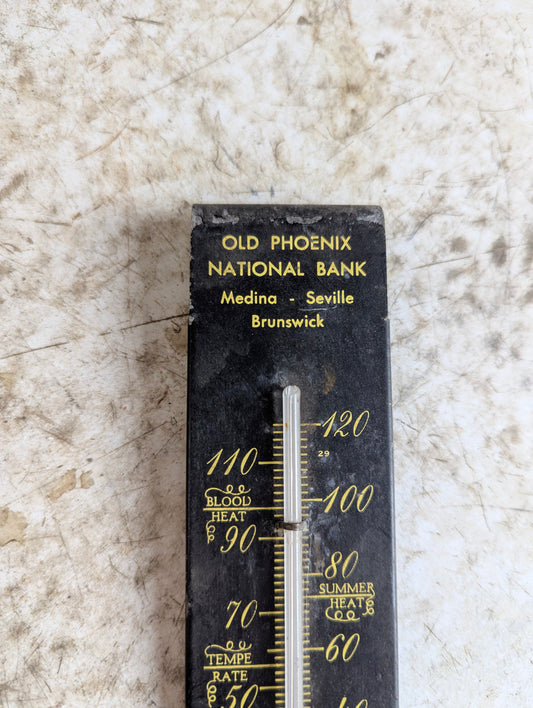 OLD PHOENIX
NATIONAL BANK
Medina - Seville
Brunswick
120
29
110
BLOOD
HEAT
100
90
80
SUMMER
HEAT
70
60
TEMPE
RATE
50
40